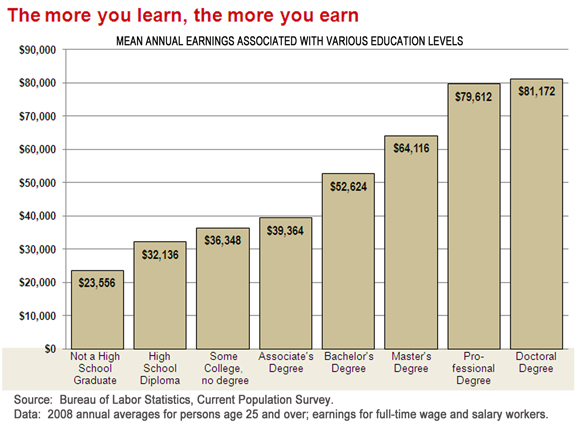 The more you learn, the more you earn
MEAN ANNUAL EARNINGS ASSOCIATED WITH VARIOUS EDUCATION LEVELS
$90,000
$80,000
$70,000
$60,000
$50,000
$40,000
$30,000
$20,000
$10,000
$0
$23,556
$32,136
$36,348
$39,364
$52,624
$64,116
$79,612
$81,172
Not a High
School
Graduate
High
School
Diploma
Some
College,
no degree
Associate's
Degree
Bachelor's
Degree
Master's
Degree
Pro-
fessional
Degree
Doctoral
Degree
Source: Bureau of Labor Statistics, Current Population Survey.
Data: 2008 annual averages for persons age 25 and over; earnings for full-time wage and salary workers.